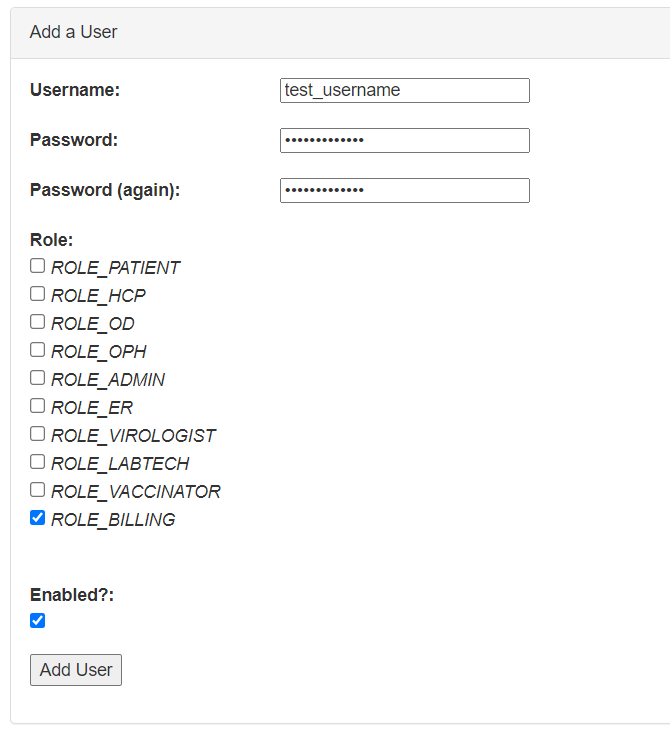 Add a User
Username: test_username
Password: •••••••••••••
Password (again): •••••••••••••
Role:
ROLE_PATIENT
ROLE_HCP
ROLE_OD
ROLE_OPH
ROLE_ADMIN
ROLE_ER
ROLE_VIROLOGIST
ROLE_LABTECH
ROLE_VACCINATOR
ROLE_BILLING
Enabled?:
Add User